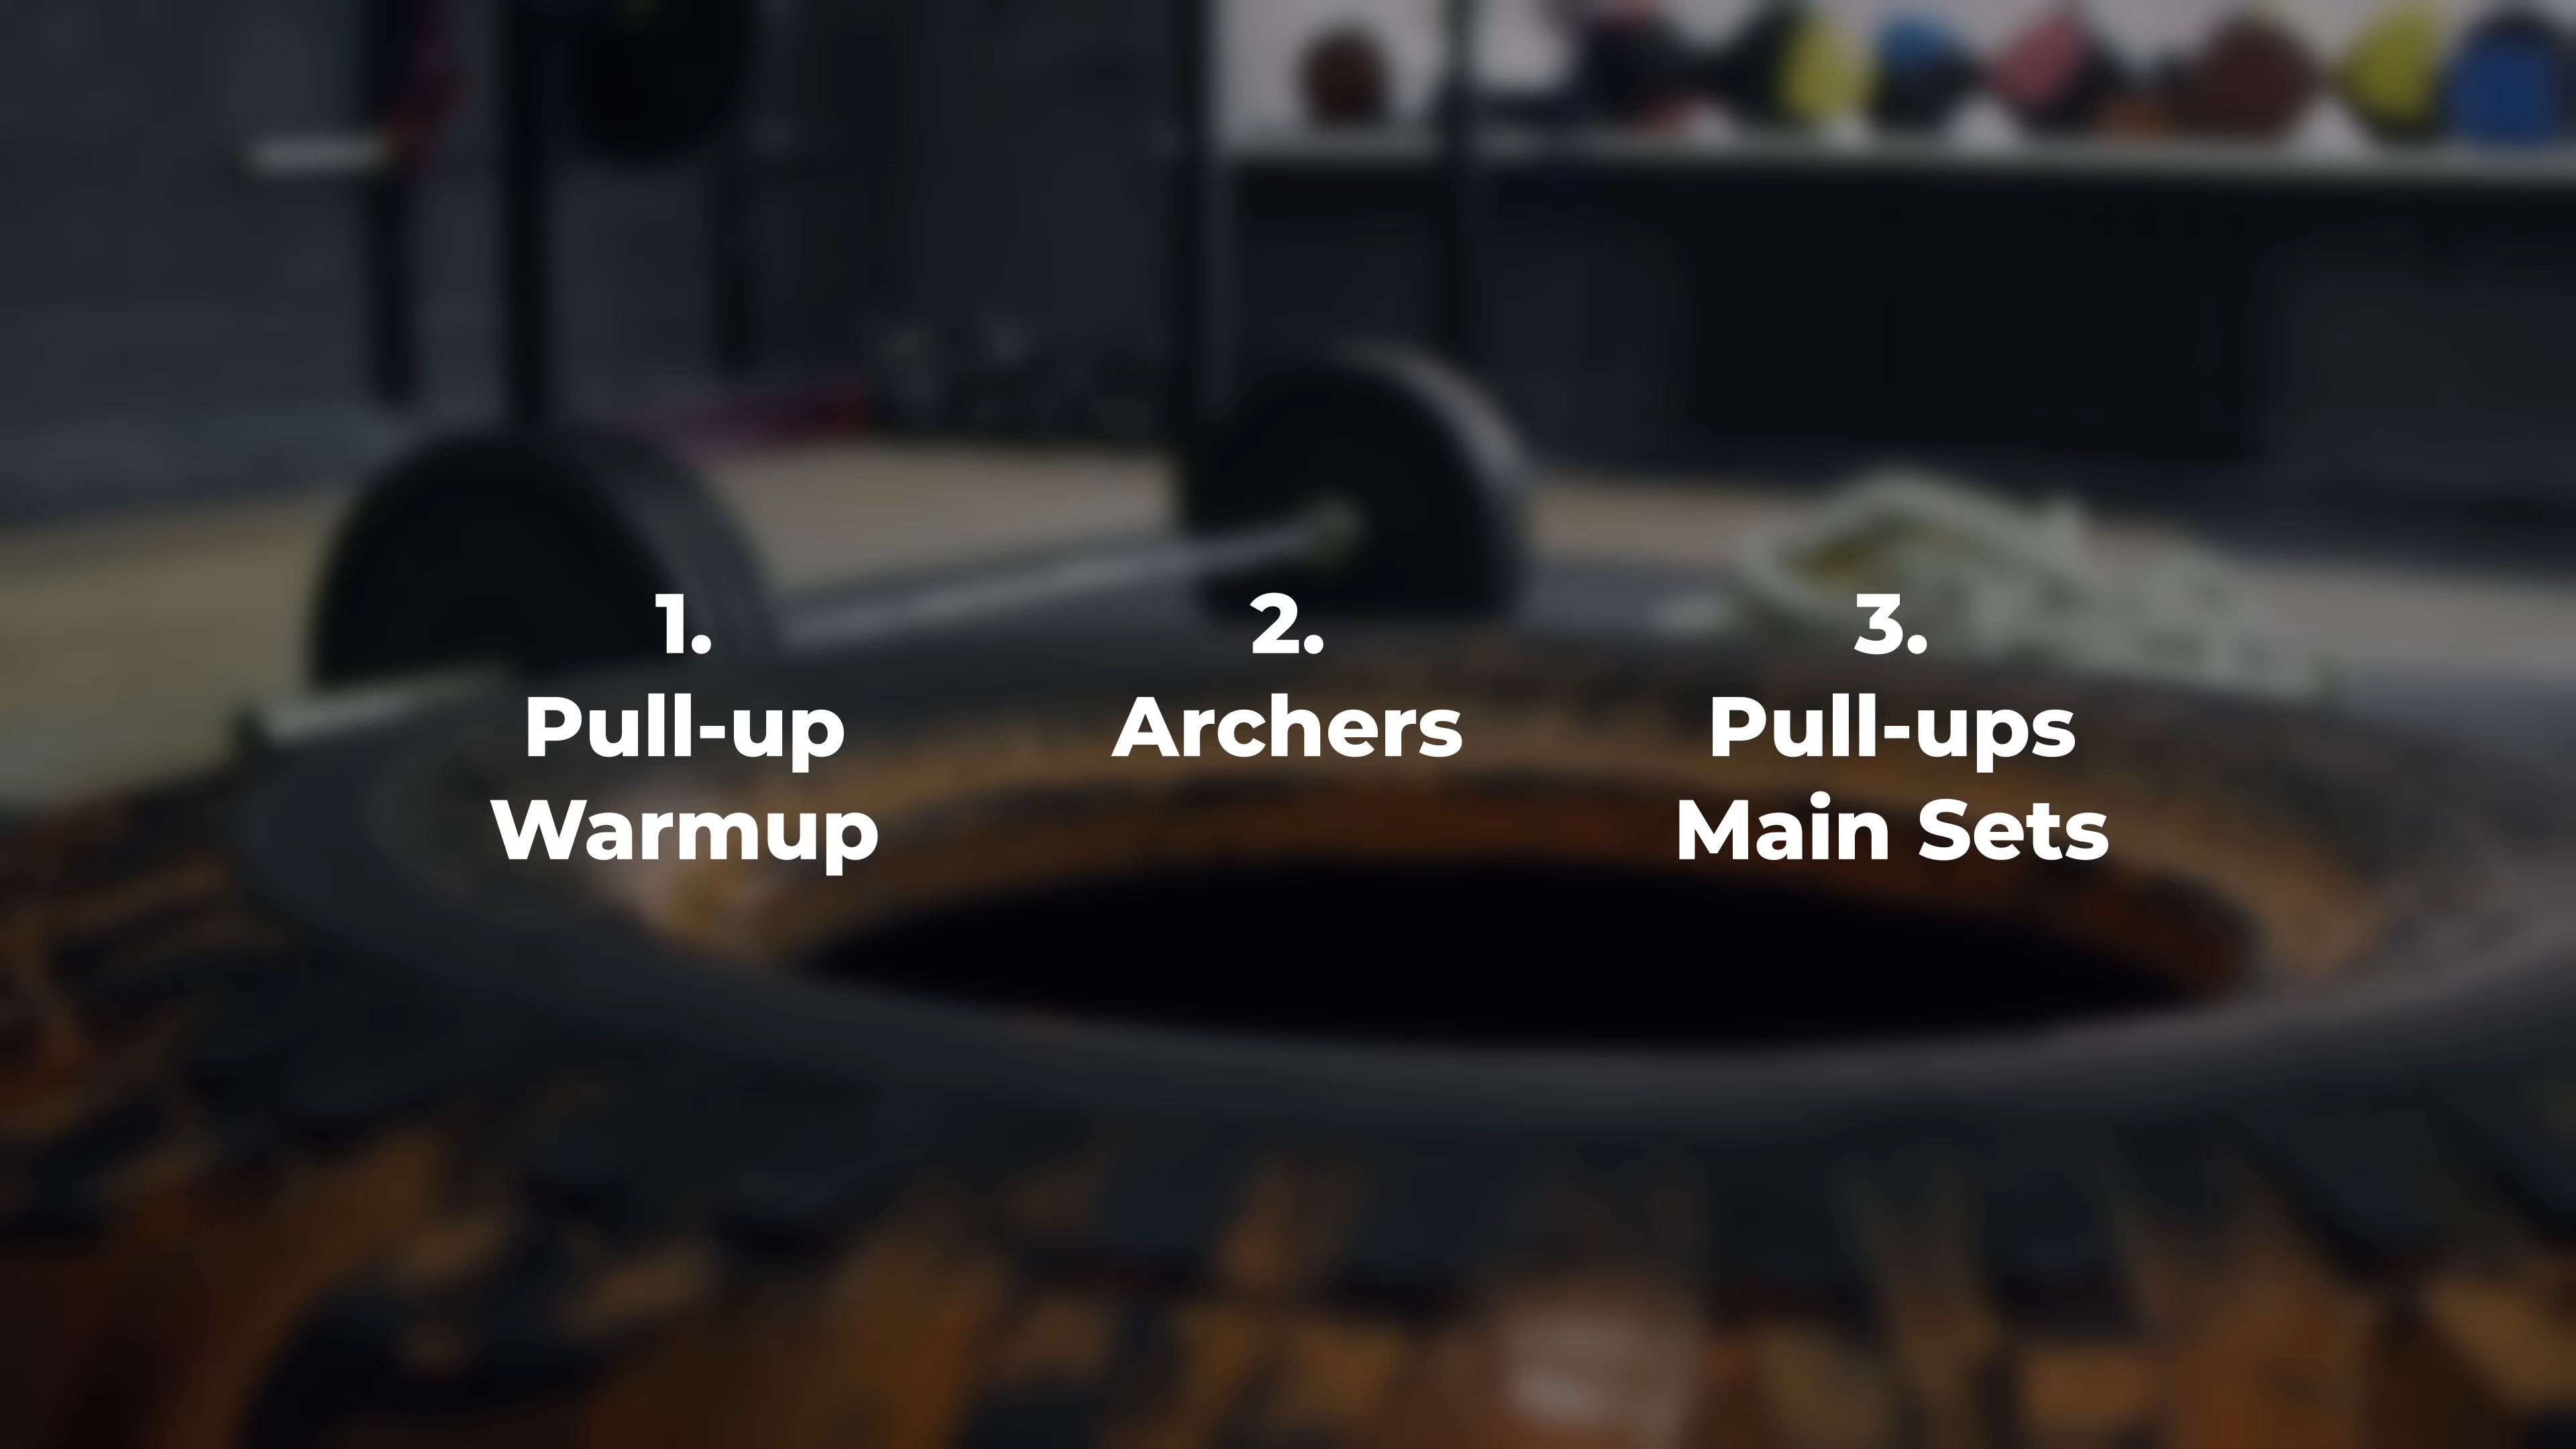 1.
Pull-up
Warmup
2.
Archers
3.
Pull-ups
Main Sets